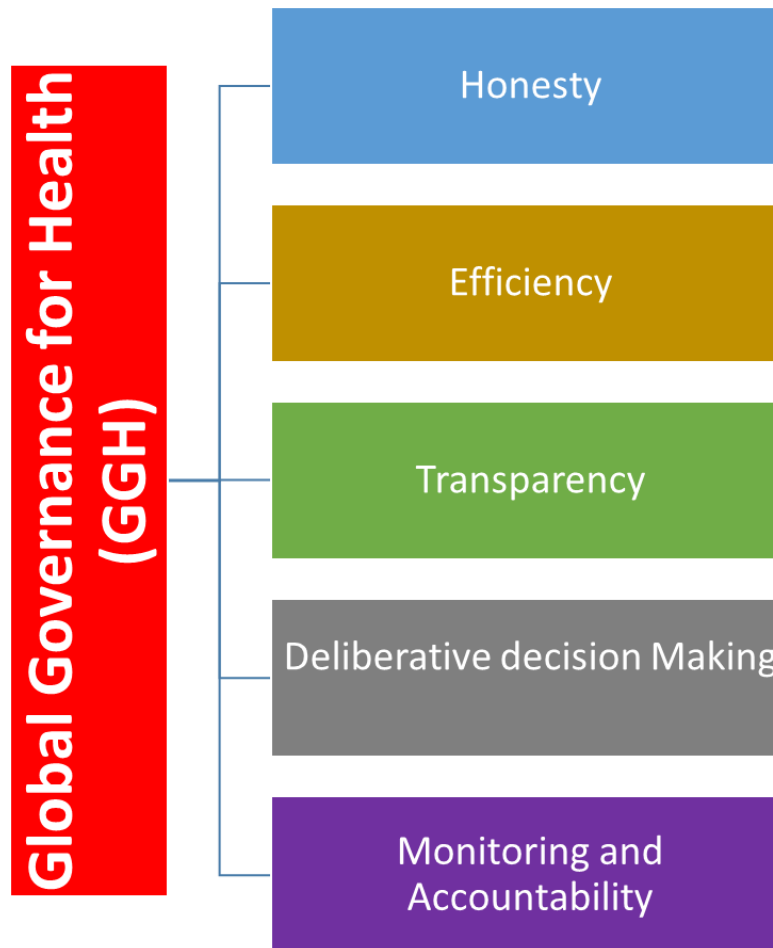 Global Governance for Health
(GGH)
Honesty
Efficiency
Transparency
Deliberative decision Making
Monitoring and
Accountability